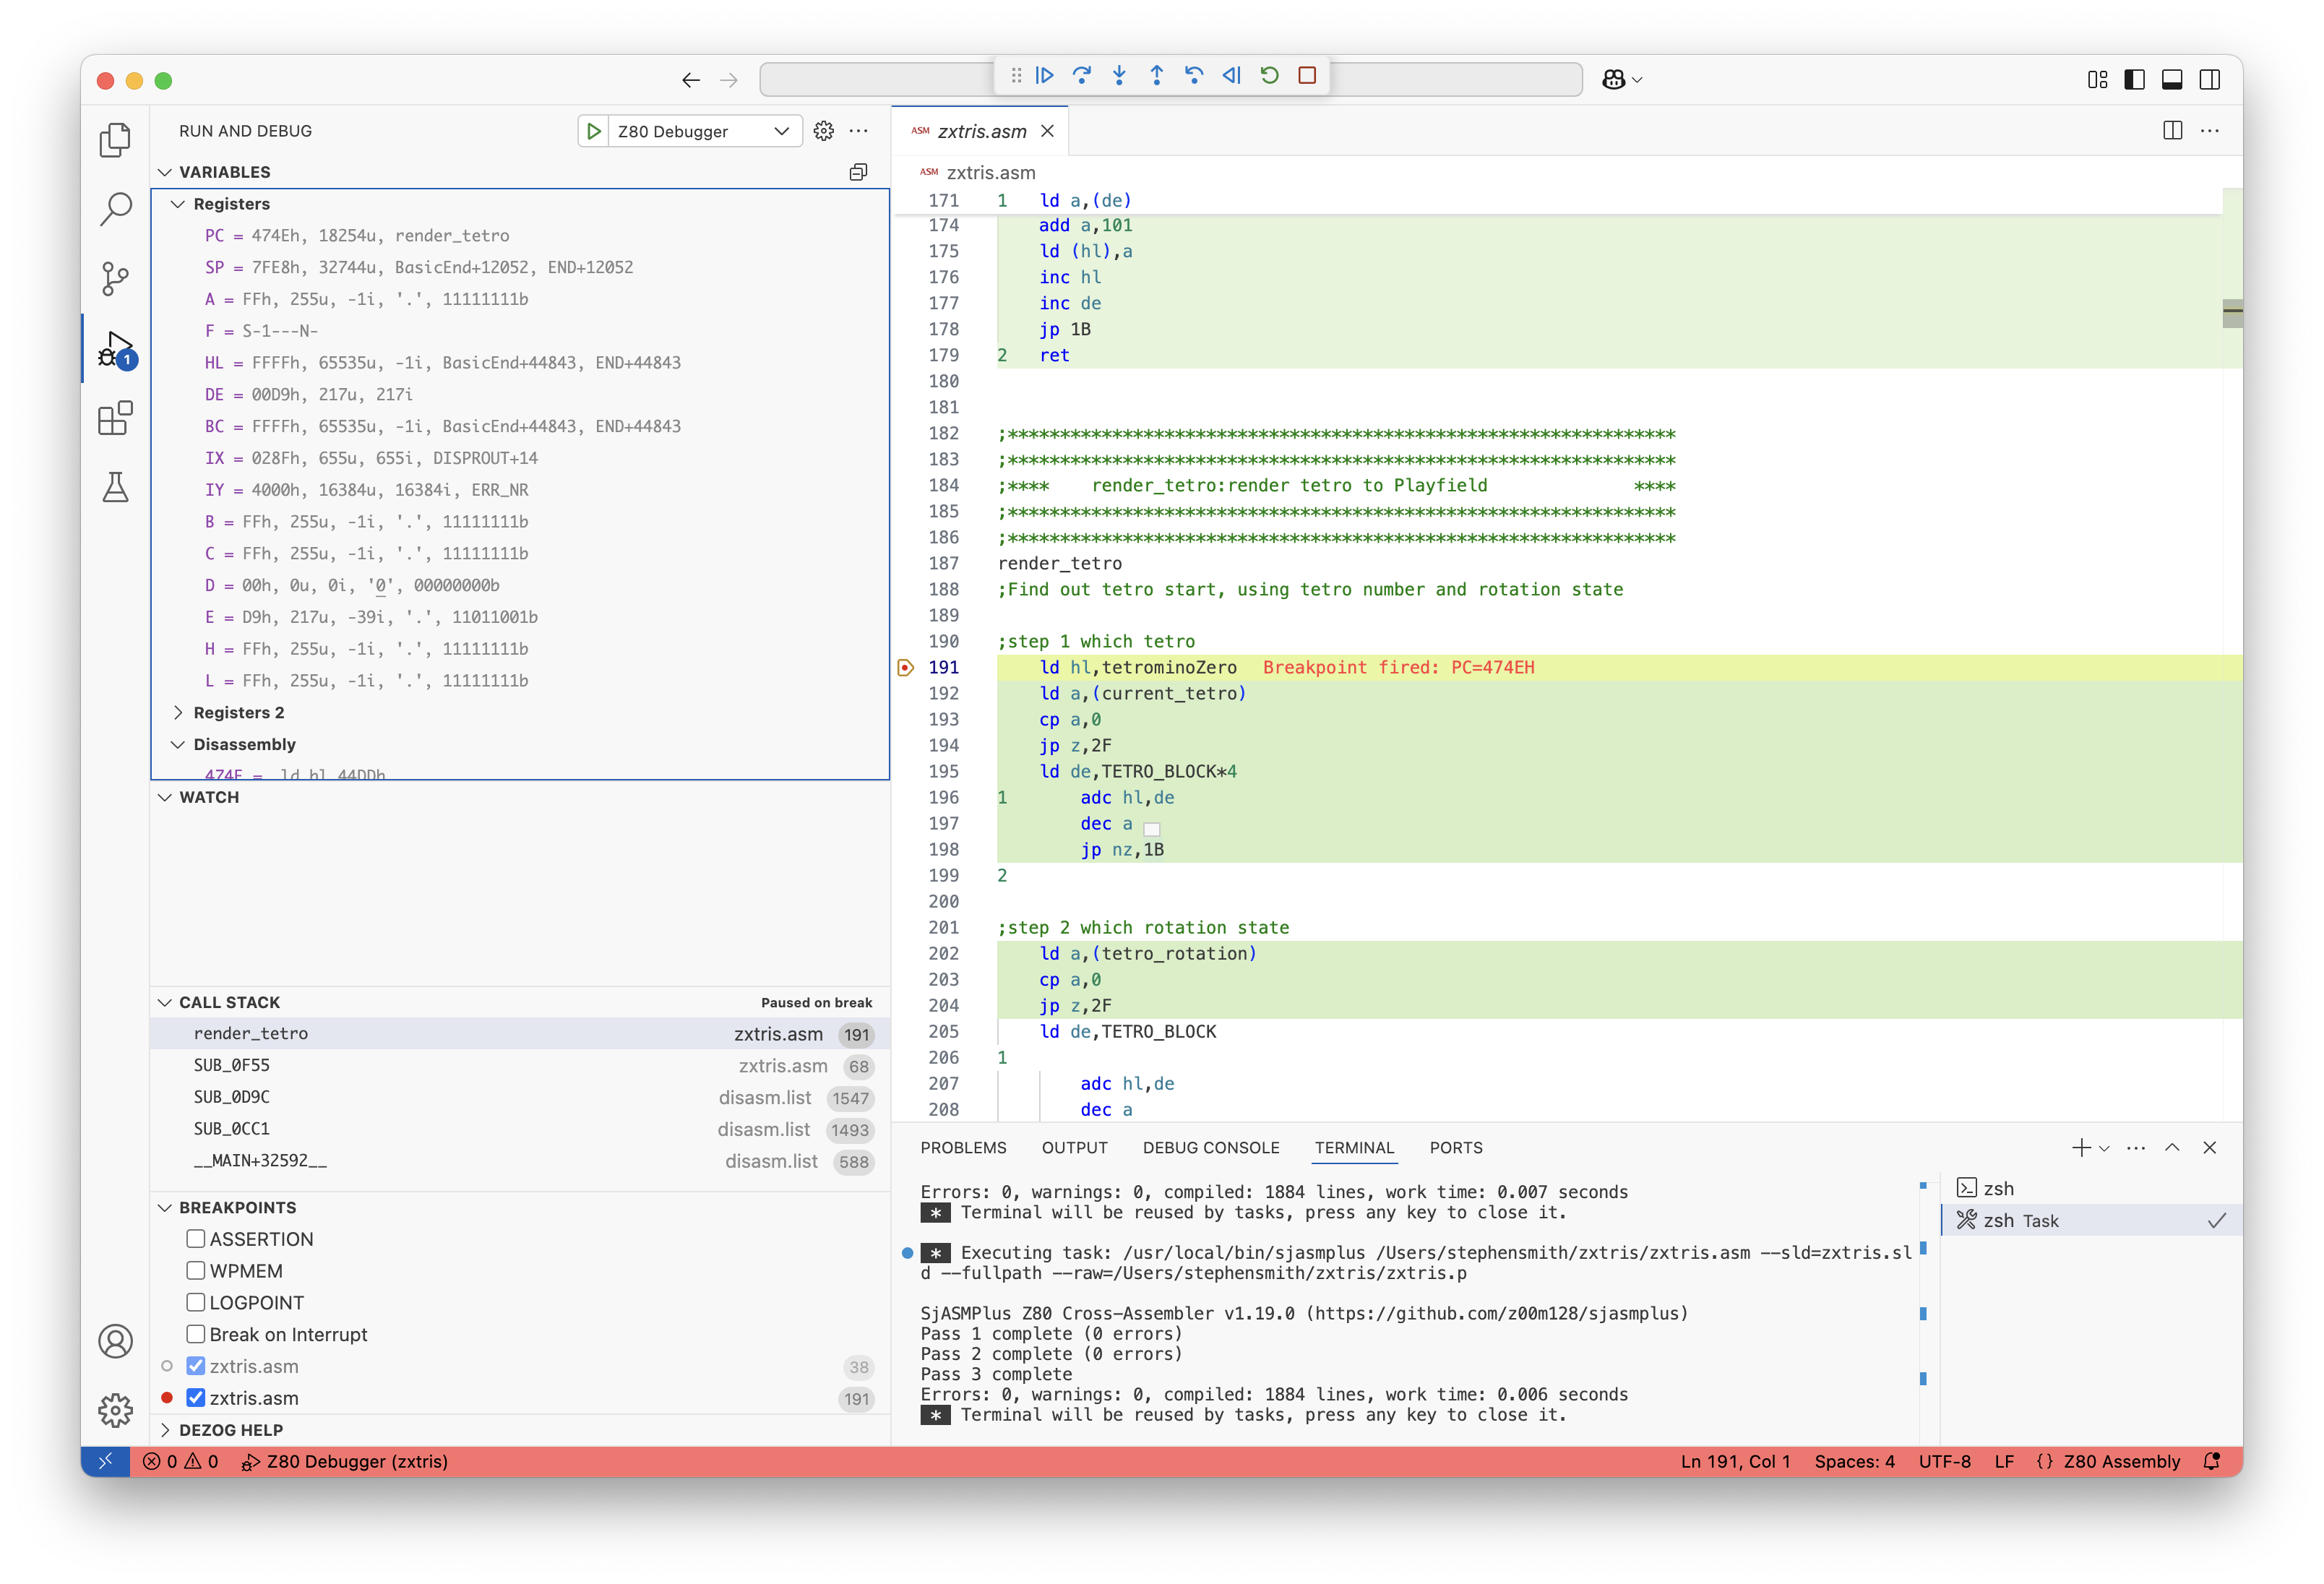 RUN AND DEBUG
Z80 Debugger
VARIABLES
Registers
PC = 474Eh, 18254u, render_tetro
SP = 7FE8h, 32744u, BasicEnd+12052, END+12052
A = FFh, 255u, -1i, '.', 11111111b
F = S-1---N-
HL = FFFFh, 65535u, -1i, BasicEnd+44843, END+44843
DE = 00D9h, 217u, 217i
BC = FFFFh, 65535u, -1i, BasicEnd+44843, END+44843
IX = 028Fh, 655u, 655i, DISPROUT+14
IY = 4000h, 16384u, 16384i, ERR_NR
B = FFh, 255u, -1i, '.', 11111111b
C = FFh, 255u, -1i, '.', 11111111b
D = 00h, 0u, 0i, '0', 00000000b
E = D9h, 217u, -39i, '.', 11011001b
H = FFh, 255u, -1i, '.', 11111111b
L = FFh, 255u, -1i, '.', 11111111b
Registers 2
Disassembly
474E = ld hl,44DDh
WATCH
CALL STACK Paused on break
render_tetro zxtris.asm 191
SUB_0F55 zxtris.asm 68
SUB_0D9C disasm.list 1547
SUB_0CC1 disasm.list 1493
__MAIN+32592__ disasm.list 588
BREAKPOINTS
ASSERTION
WPMEM
LOGPOINT
Break on Interrupt
zxtris.asm 38
zxtris.asm 191
DEZOG HELP
1
ASM zxtris.asm
ASM zxtris.asm
171 1 ld a,(de)
174 add a,101
175 ld (hl),a
176 inc hl
177 inc de
178 jp 1B
179 2 ret
180
181
182 ;****************************************************************
183 ;****************************************************************
184 ;**** render_tetro:render tetro to Playfield ****
185 ;****************************************************************
186 ;****************************************************************
187 render_tetro
188 ;Find out tetro start, using tetro number and rotation state
189
190 ;step 1 which tetro
191 ld hl,tetrominoZero Breakpoint fired: PC=474EH
192 ld a,(current_tetro)
193 cp a,0
194 jp z,2F
195 ld de,TETRO_BLOCK*4
196 1 adc hl,de
197 dec a
198 jp nz,1B
199 2
200
201 ;step 2 which rotation state
202 ld a,(tetro_rotation)
203 cp a,0
204 jp z,2F
205 ld de,TETRO_BLOCK
206 1
207 adc hl,de
208 dec a
PROBLEMS OUTPUT DEBUG CONSOLE TERMINAL PORTS
Errors: 0, warnings: 0, compiled: 1884 lines, work time: 0.007 seconds
* Terminal will be reused by tasks, press any key to close it.
* Executing task: /usr/local/bin/sjasmplus /Users/stephensmith/zxtris/zxtris.asm --sld=zxtris.sl
d --fullpath --raw=/Users/stephensmith/zxtris/zxtris.p
SjASMPlus Z80 Cross-Assembler v1.19.0 (https://github.com/z00m128/sjasmplus)
Pass 1 complete (0 errors)
Pass 2 complete (0 errors)
Pass 3 complete
Errors: 0, warnings: 0, compiled: 1884 lines, work time: 0.006 seconds
* Terminal will be reused by tasks, press any key to close it.
zsh
zsh Task
0 0 Z80 Debugger (zxtris) Ln 191, Col 1 Spaces: 4 UTF-8 LF {} Z80 Assembly